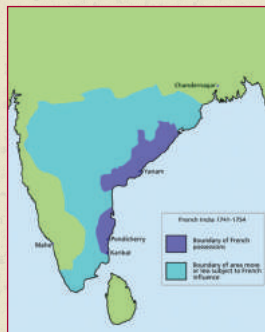 Chandernagar
Yanam
Mahe
Pondicherry
Karikal
French India 1741-1754
Boundary of French
possessions
Boundary of area more
or less subject to French
influence